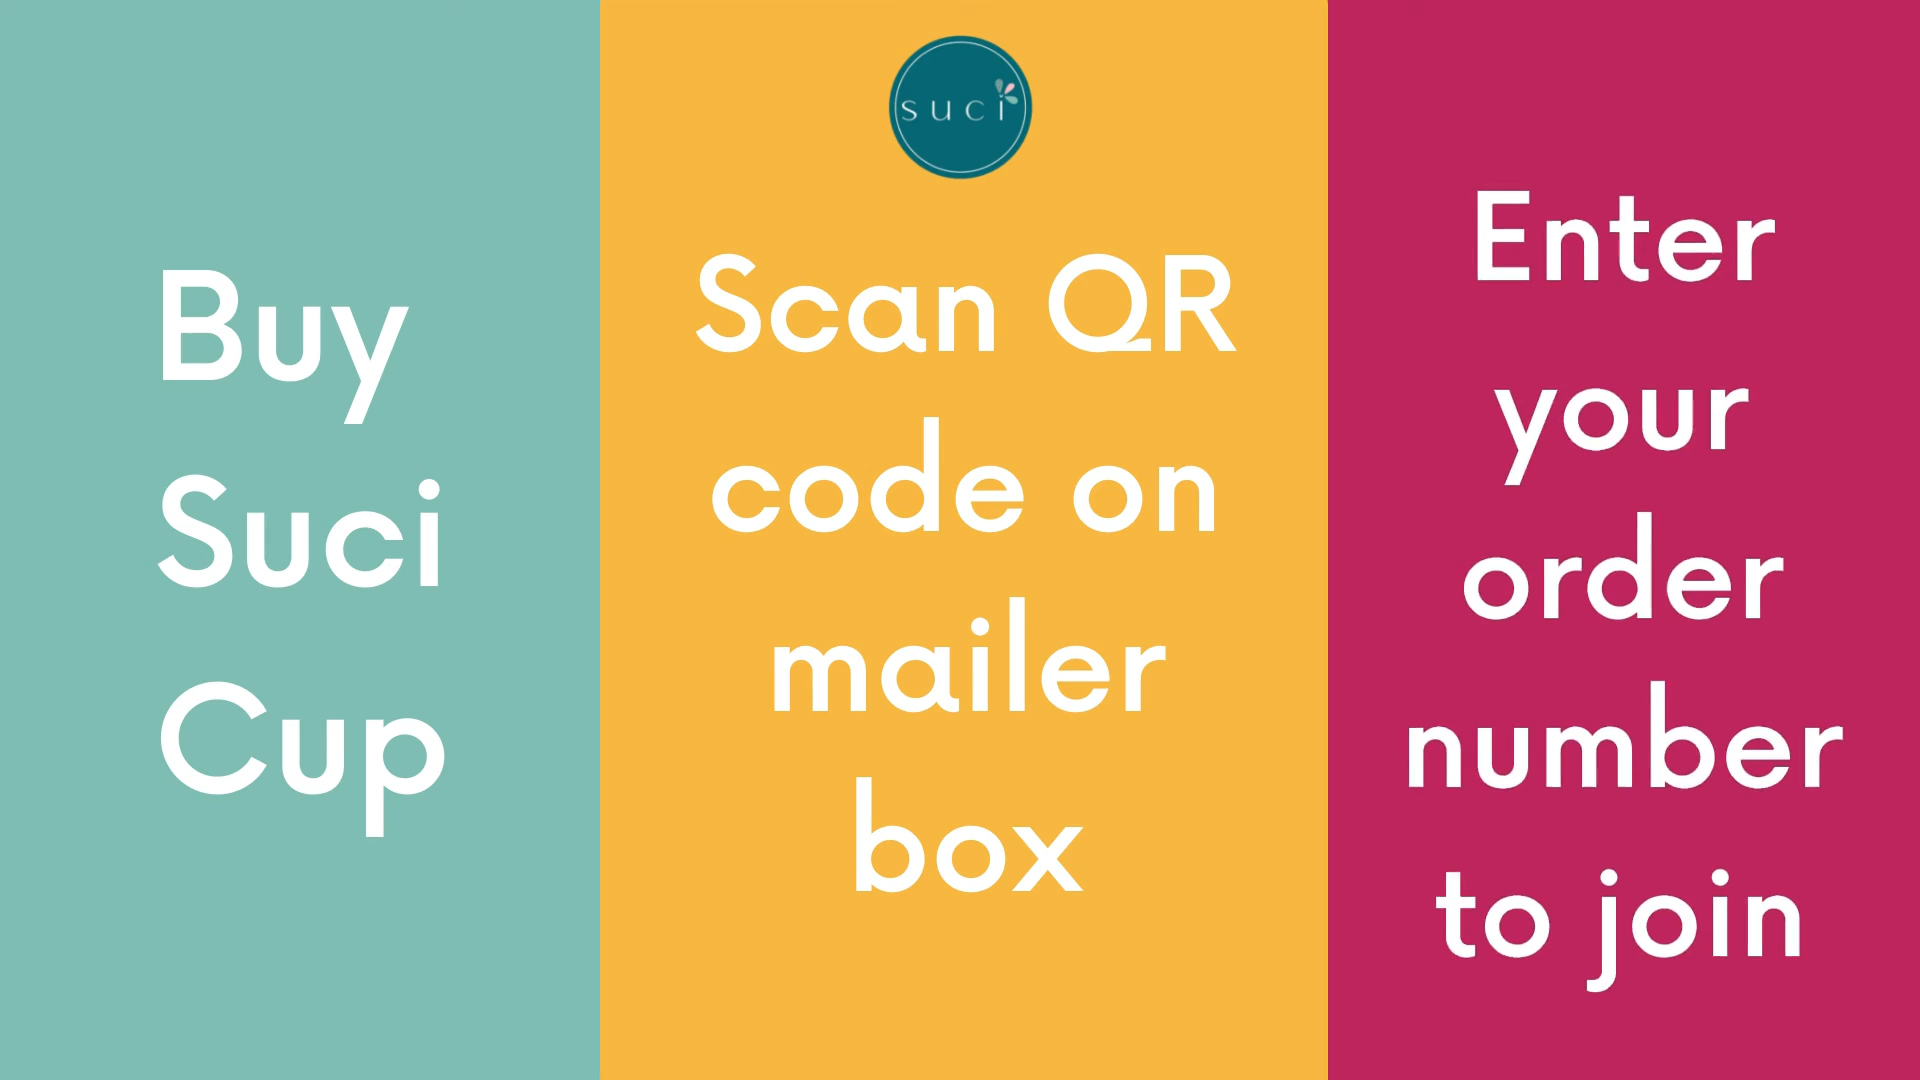 Buy
Suci
Cup
suci
Scan QR
code on
mailer
box
Enter
your
order
number
to join